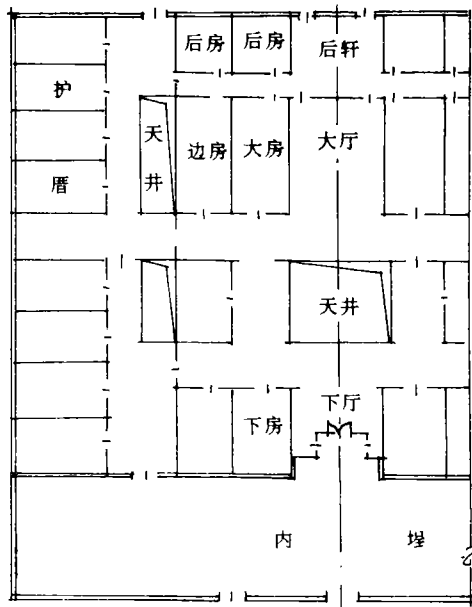 后房 后房 后轩
护
天井 边房 大房 大厅
厝
天井
下厅
下房
内 埕